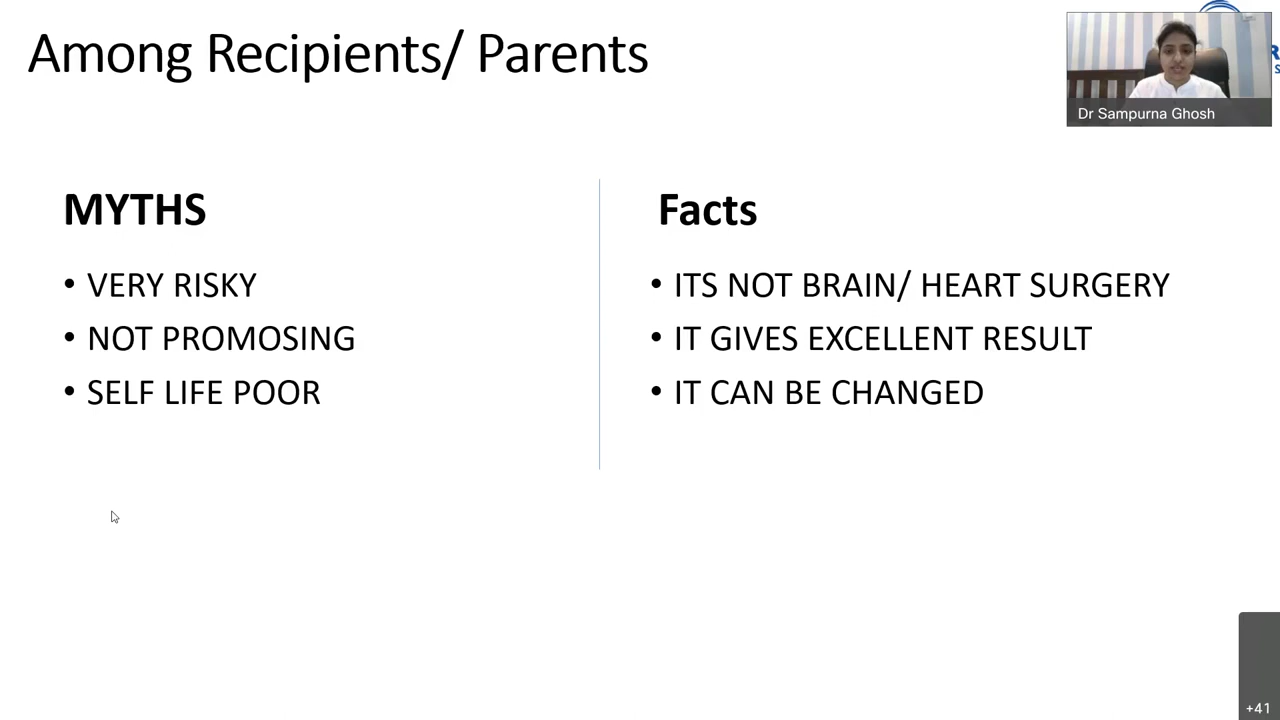 Among Recipients/ Parents
Dr Sampurna Ghosh
MYTHS
• VERY RISKY
• NOT PROMOSING
• SELF LIFE POOR
Facts
• ITS NOT BRAIN/ HEART SURGERY
• IT GIVES EXCELLENT RESULT
• IT CAN BE CHANGED
+41